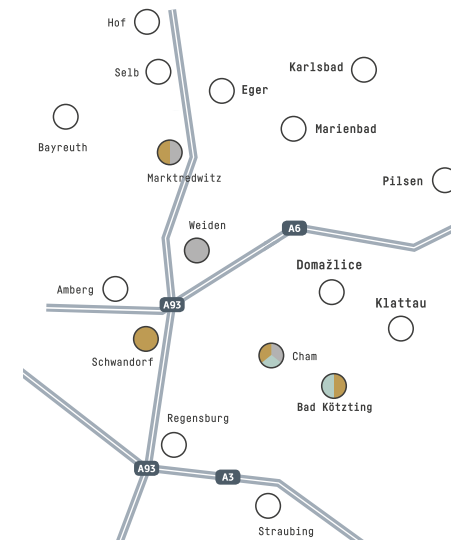 Hof
Selb
Karlsbad
Eger
Marienbad
Bayreuth
Marktredwitz
Pilsen
Weiden
A6
Domažlice
Amberg
A93
Klattau
Schwandorf
Cham
Bad Kötzting
Regensburg
A93
A3
Straubing